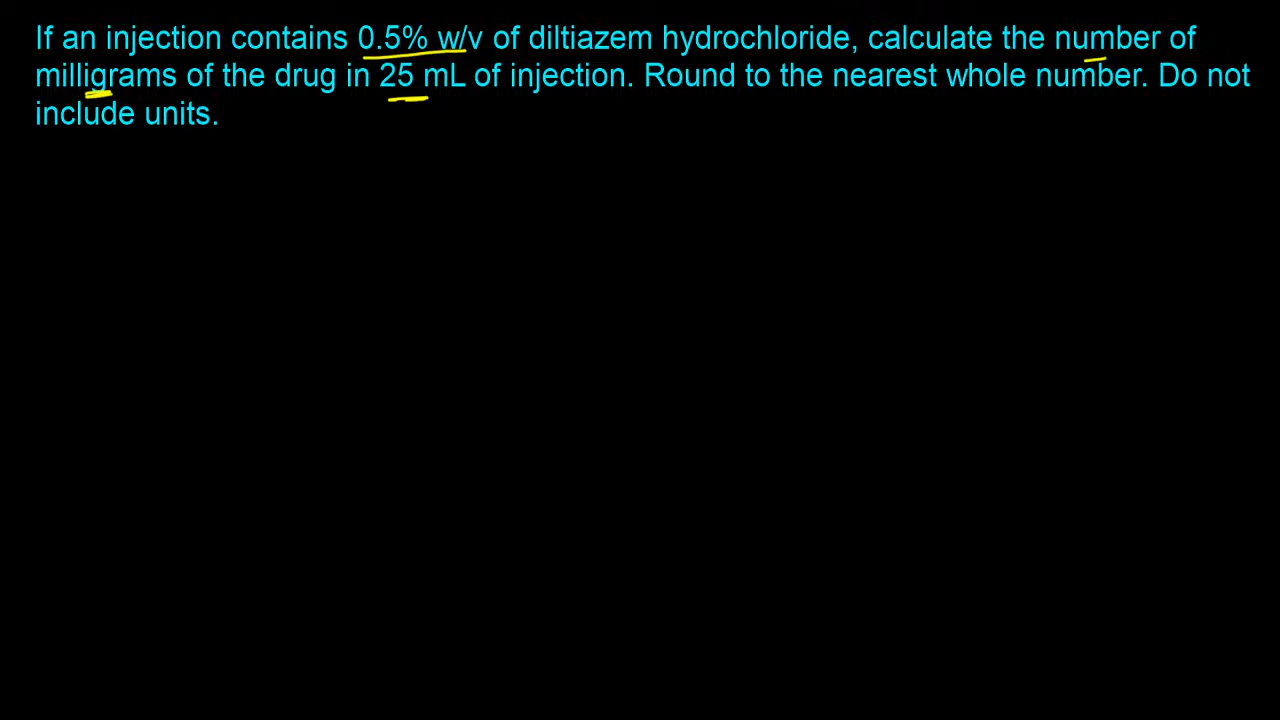 If an injection contains 0.5% w/v of diltiazem hydrochloride, calculate the number of
milligrams of the drug in 25 mL of injection. Round to the nearest whole number. Do not
include units.